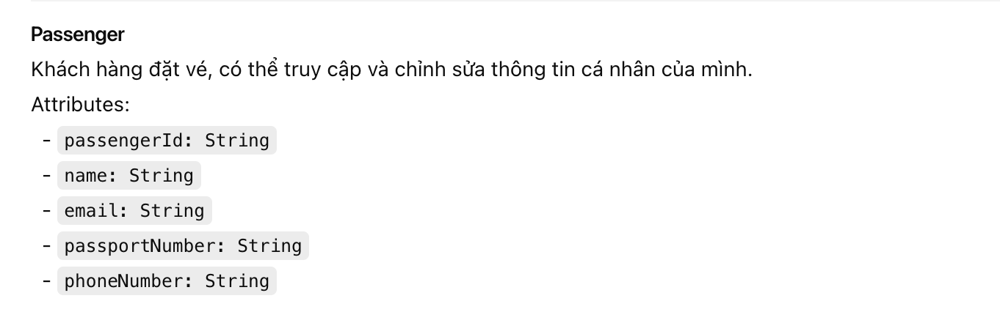 Passenger
Khách hàng đặt vé, có thể truy cập và chỉnh sửa thông tin cá nhân của mình.
Attributes:
- passengerId: String
- name: String
- email: String
- passportNumber: String
- phoneNumber: String